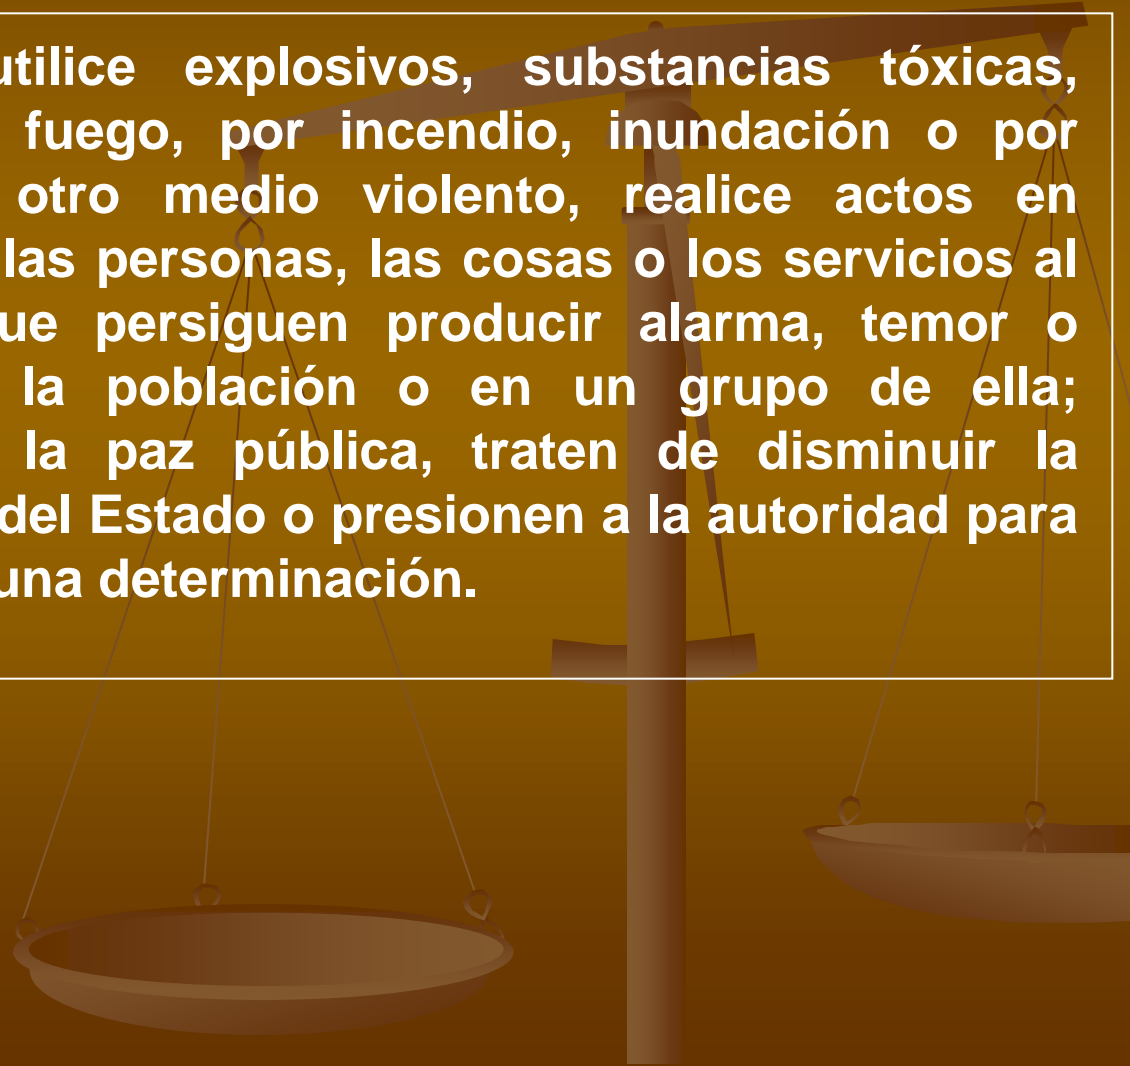 utilice explosivos, substancias tóxicas,
fuego, por incendio, inundación o por
otro medio violento, realice actos en
las personas, las cosas o los servicios al
que persiguen producir alarma, temor o
la población o en un grupo de ella;
la paz pública, traten de disminuir la
del Estado o presionen a la autoridad para
una determinación.